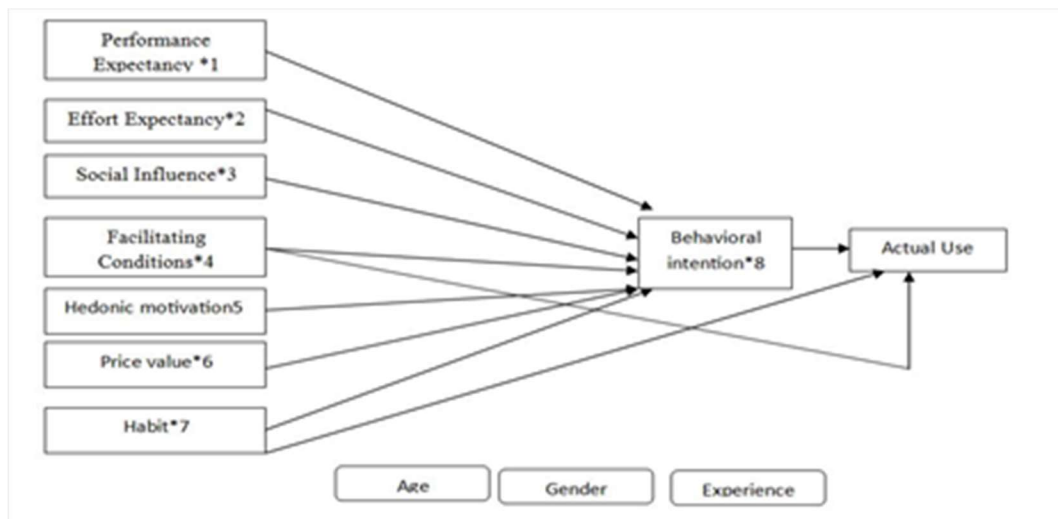 Performance
Expectancy *1
Effort Expectancy*2
Social Influence*3
Facilitating
Conditions*4
Hedonic motivation5
Price value*6
Habit*7
Behavioral
intention*8
Actual Use
Age
Gender
Experience